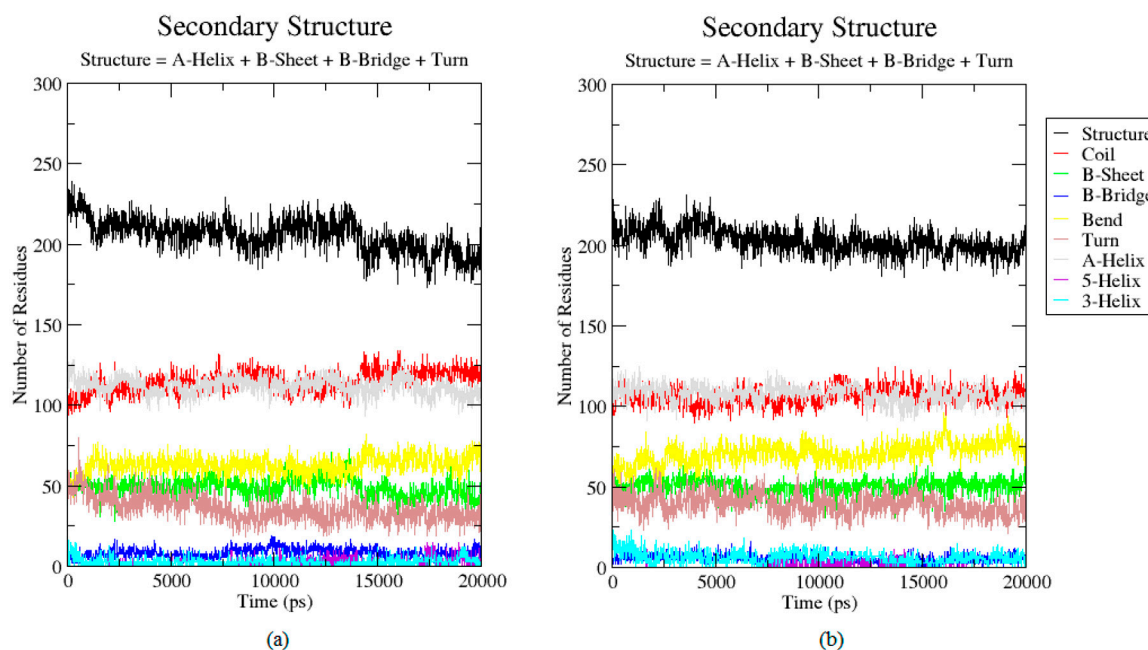 Secondary Structure
Structure = A-Helix + B-Sheet + B-Bridge + Turn
300
250
200
150
100
50
0
Number of Residues
0 5000 10000 15000 20000
Time (ps)
(a)
Secondary Structure
Structure = A-Helix + B-Sheet + B-Bridge + Turn
300
250
200
150
100
50
0
Number of Residues
0 5000 10000 15000 20000
Time (ps)
(b)
Structure
Coil
B-Sheet
B-Bridge
Bend
Turn
A-Helix
5-Helix
3-Helix